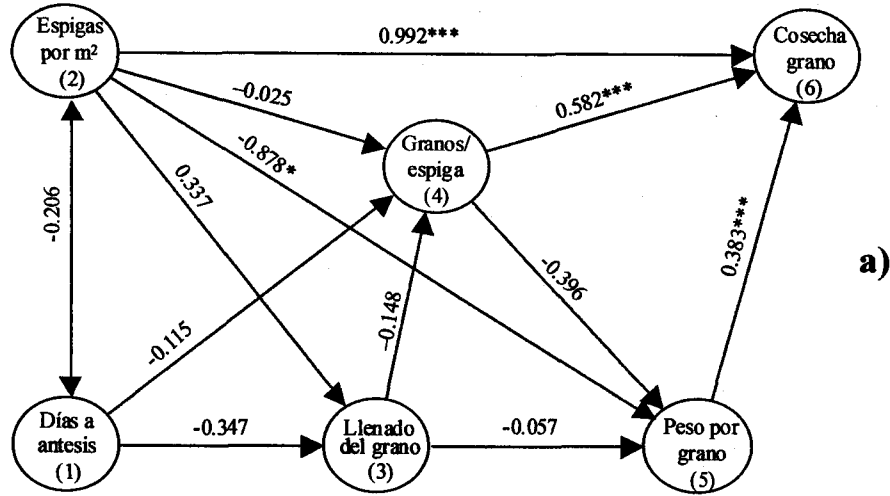 Espigas
por m²
(2)
0.992***
Cosecha
grano
(6)
−0.025
0.582***
Granos/
espiga
(4)
-0.878*
0.337
-0.206
0.383***
a)
-0.396
-0.148
-0.115
Días a
antesis
(1)
-0.347
Llenado
del grano
(3)
-0.057
Peso por
grano
(5)